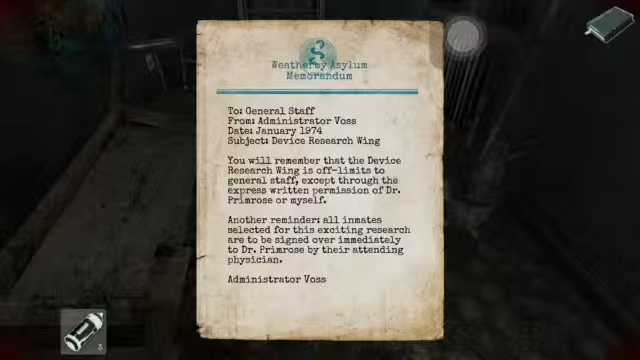 Weatherby Asylum
Memorandum
To: General Staff
From: Administrator Voss
Date: January 1974
Subject: Device Research Wing
You will remember that the Device
Research Wing is off-limits to
general staff, except through the
express written permission of Dr.
Primrose or myself.
Another reminder: all inmates
selected for this exciting research
are to be signed over immediately
to Dr. Primrose by their attending
physician.
Administrator Voss
3